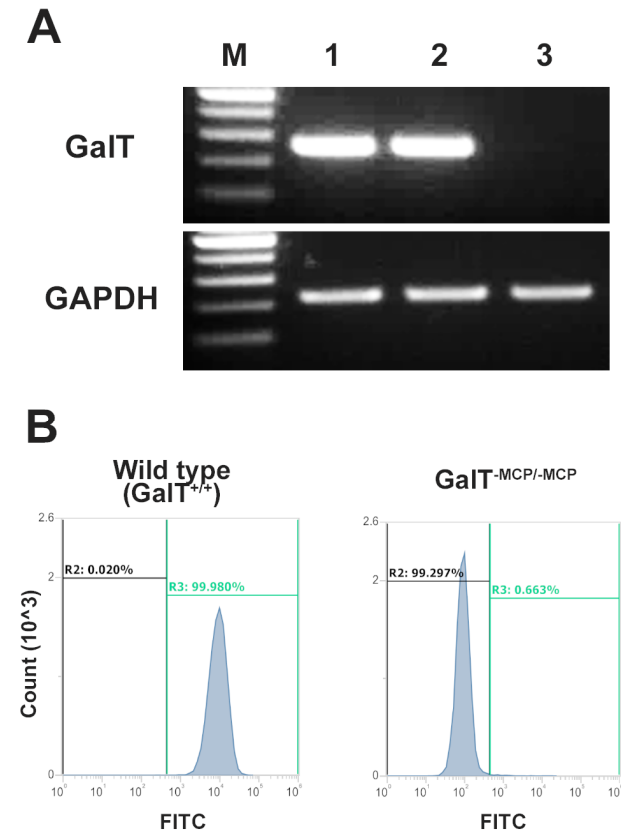 A
M 1 2 3
GalT
GAPDH
B
Wild type
(GalT+/+)
GalT-MCP/-MCP
2.6
R2: 0.020%
2
R3: 99.980%
Count (10^3)
0
10⁰ 10¹ 10² 10³ 10⁴ 10⁵ 10⁶
FITC
2.6
R2: 99.297%
2
R3: 0.663%
0
10⁰ 10¹ 10² 10³ 10⁴ 10⁵ 10⁶
FITC